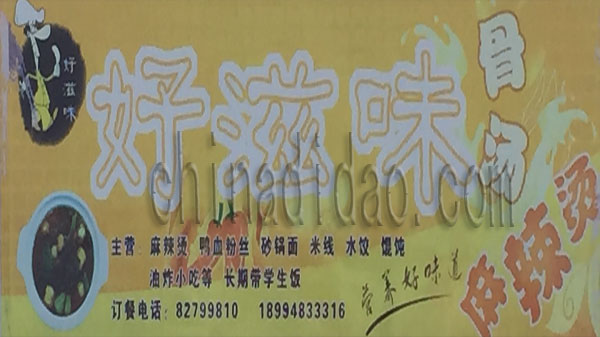 好滋味
好滋味
骨汤
麻辣烫
chinadidao.com
主营：麻辣烫 鸭血粉丝 砂锅面 米线 水饺 馄饨
油炸小吃等 长期带学生饭
订餐电话：82799810 18994833316
营养好味道